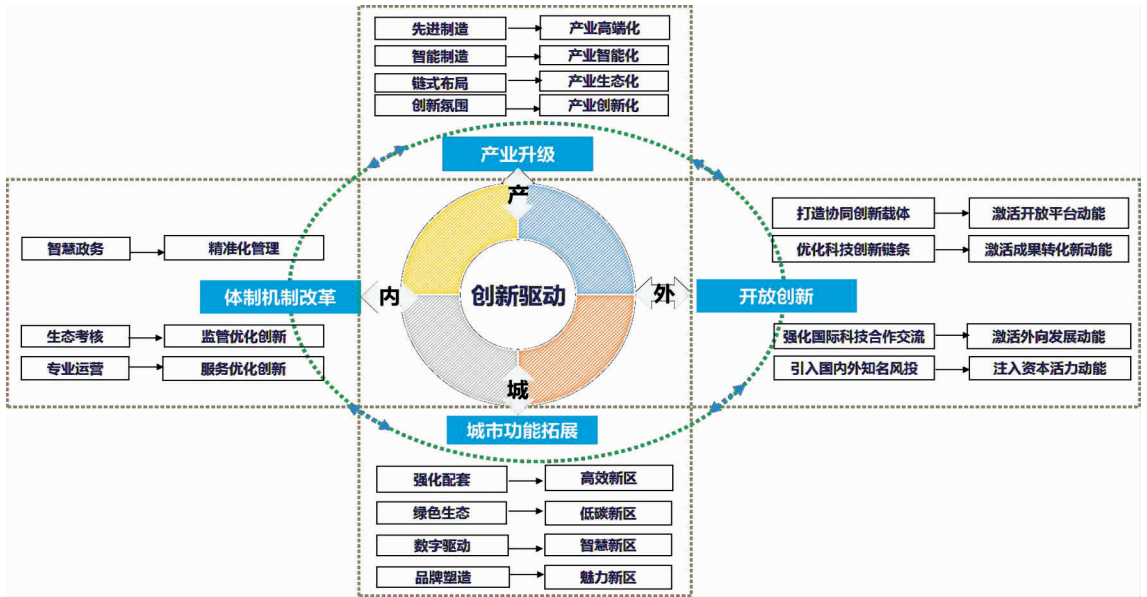 先进制造
产业高端化
智能制造
产业智能化
链式布局
产业生态化
创新氛围
产业创新化
产业升级
产
智慧政务
精准化管理
体制机制改革
内
生态考核
监管优化创新
专业运营
服务优化创新
创新驱动
外
开放创新
打造协同创新载体
激活开放平台动能
优化科技创新链条
激活成果转化新动能
强化国际科技合作交流
激活外向发展动能
引入国内外知名风投
注入资本活力动能
城
城市功能拓展
强化配套
高效新区
绿色生态
低碳新区
数字驱动
智慧新区
品牌塑造
魅力新区